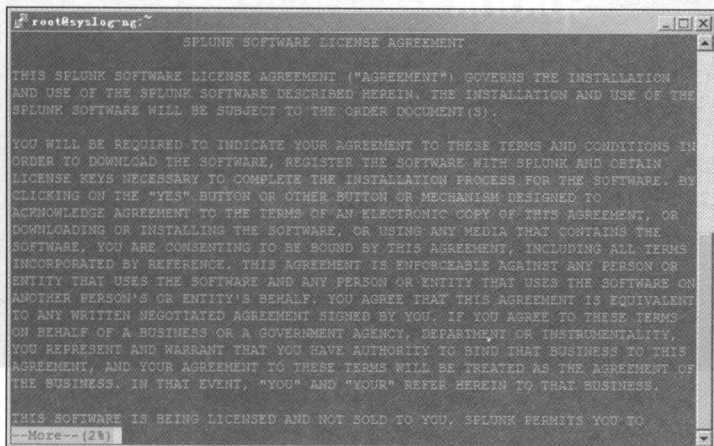 root@syslog-ng:~
SPLUNK SOFTWARE LICENSE AGREEMENT
THIS SPLUNK SOFTWARE LICENSE AGREEMENT ("AGREEMENT") GOVERNS THE INSTALLATION
AND USE OF THE SPLUNK SOFTWARE DESCRIBED HEREIN. THE INSTALLATION AND USE OF THE
SPLUNK SOFTWARE WILL BE SUBJECT TO THE ORDER DOCUMENT(S).
YOU WILL BE REQUIRED TO INDICATE YOUR AGREEMENT TO THESE TERMS AND CONDITIONS IN
ORDER TO DOWNLOAD THE SOFTWARE, REGISTER THE SOFTWARE WITH SPLUNK AND OBTAIN
LICENSE KEYS NECESSARY TO COMPLETE THE INSTALLATION PROCESS FOR THE SOFTWARE. BY
CLICKING ON THE "YES" BUTTON OR OTHER BUTTON OR MECHANISM DESIGNED TO
ACKNOWLEDGE AGREEMENT TO THE TERMS OF AN ELECTRONIC COPY OF THIS AGREEMENT, OR
DOWNLOADING OR INSTALLING THE SOFTWARE, OR USING ANY MEDIA THAT CONTAINS THE
SOFTWARE, YOU ARE CONSENTING TO BE BOUND BY THIS AGREEMENT, INCLUDING ALL TERMS
INCORPORATED BY REFERENCE. THIS AGREEMENT IS ENFORCEABLE AGAINST ANY PERSON OR
ENTITY THAT USES THE SOFTWARE AND ANY PERSON OR ENTITY THAT USES THE SOFTWARE ON
ANOTHER PERSON'S OR ENTITY'S BEHALF. YOU AGREE THAT THIS AGREEMENT IS EQUIVALENT
TO ANY WRITTEN NEGOTIATED AGREEMENT SIGNED BY YOU. IF YOU AGREE TO THESE TERMS
ON BEHALF OF A BUSINESS OR A GOVERNMENT AGENCY, DEPARTMENT OR INSTRUMENTALITY,
YOU REPRESENT AND WARRANT THAT YOU HAVE AUTHORITY TO BIND THAT BUSINESS TO THIS
AGREEMENT, AND YOUR AGREEMENT TO THESE TERMS WILL BE TREATED AS THE AGREEMENT OF
THE BUSINESS. IN THAT EVENT, "YOU" AND "YOUR" REFER HEREIN TO THAT BUSINESS.
THIS SOFTWARE IS BEING LICENSED AND NOT SOLD TO YOU. SPLUNK PERMITS YOU TO
--More--(2%)